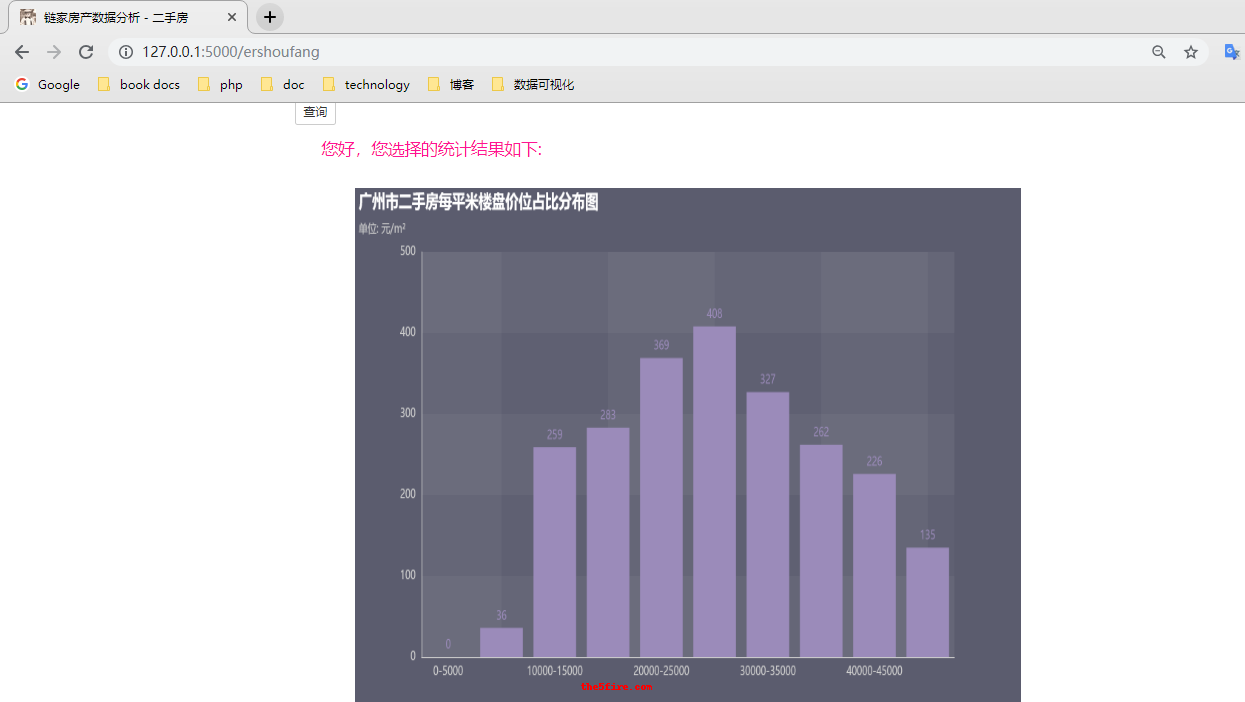 链家房产数据分析 - 二手房
127.0.0.1:5000/ershoufang
Google book docs php doc technology 博客 数据可视化
查询
您好，您选择的统计结果如下:
广州市二手房每平米楼盘价位占比分布图
单位: 元/m²
500
400
300
200
100
0
0 36 259 283 369 408 327 262 226 135
0-5000 10000-15000 20000-25000 30000-35000 40000-45000
the5fire.com